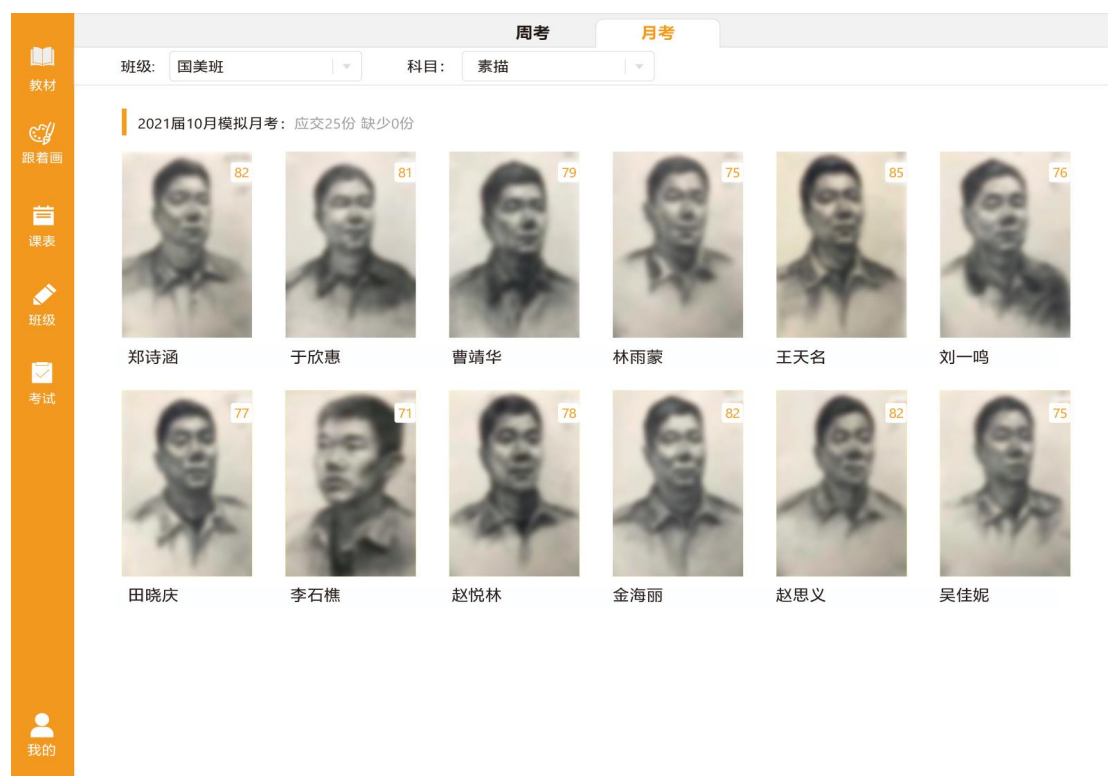 周考 月考
教材
跟着画
课表
班级
考试
我的
班级: 国美班 科目: 素描
2021届10月模拟月考: 应交25份 缺少0份
82 81 79 75 85 76
郑诗涵 于欣惠 曹靖华 林雨蒙 王天名 刘一鸣
77 71 78 82 82 75
田晓庆 李石樵 赵悦林 金海丽 赵思义 吴佳妮